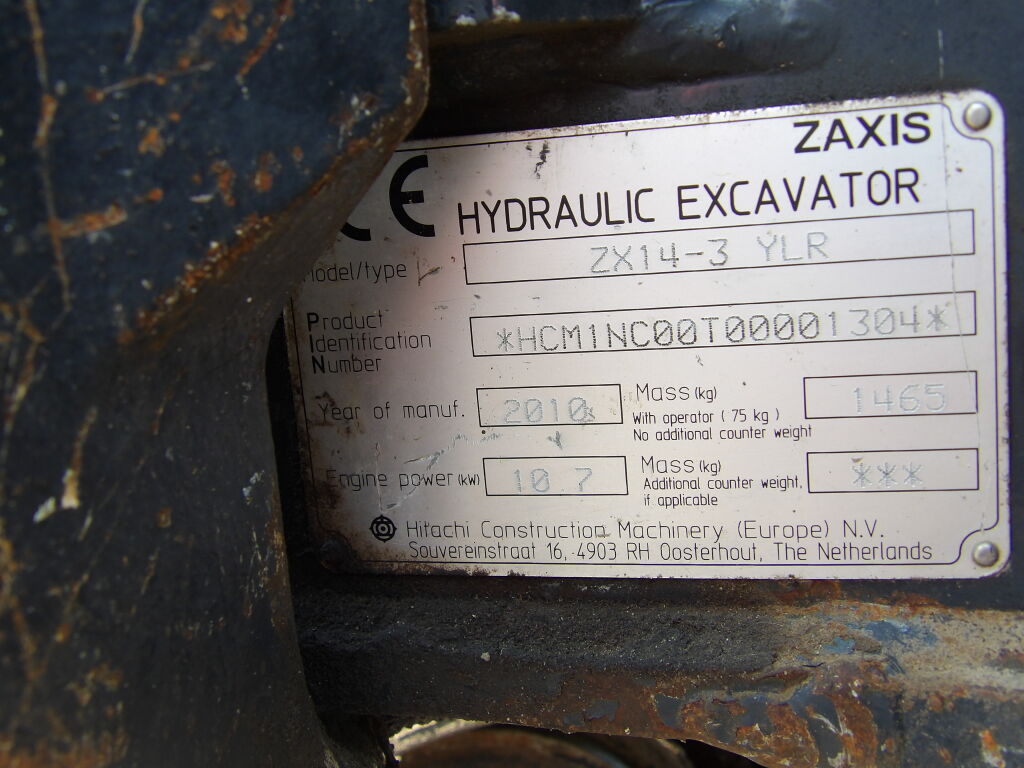 ZAXIS
CE HYDRAULIC EXCAVATOR
Model/type ZX14-3 YLR
Product
Identification
Number
*HCM1NC00T00001304*
Year of manuf. 2010
Mass (kg)
With operator ( 75 kg )
No additional counter weight
1465
Engine power (kW) 10.7
Mass (kg)
Additional counter weight,
if applicable
***
Hitachi Construction Machinery (Europe) N.V.
Souvereinstraat 16, 4903 RH Oosterhout, The Netherlands